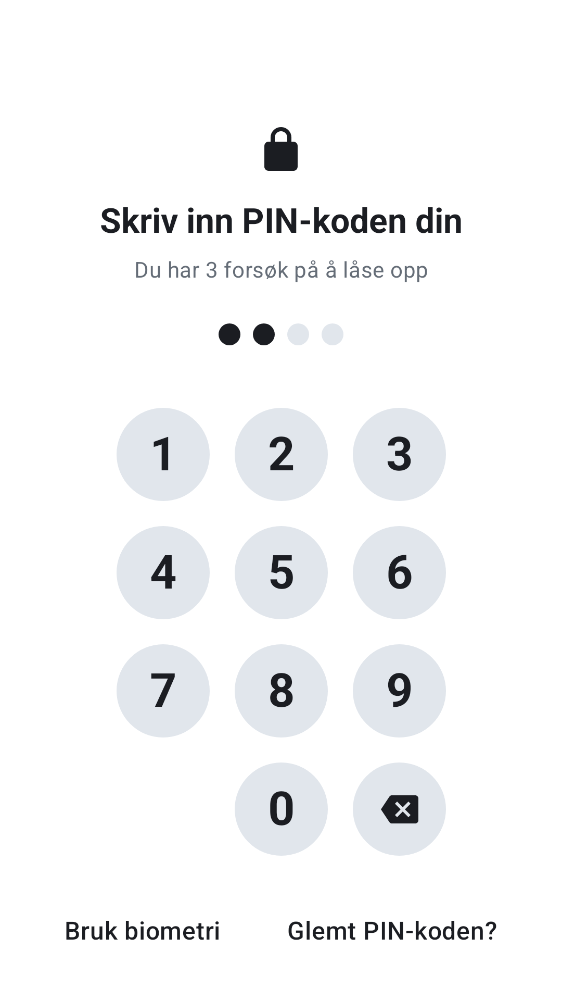 Skriv inn PIN-koden din
Du har 3 forsøk på å låse opp
1 2 3
4 5 6
7 8 9
0
Bruk biometri Glemt PIN-koden?